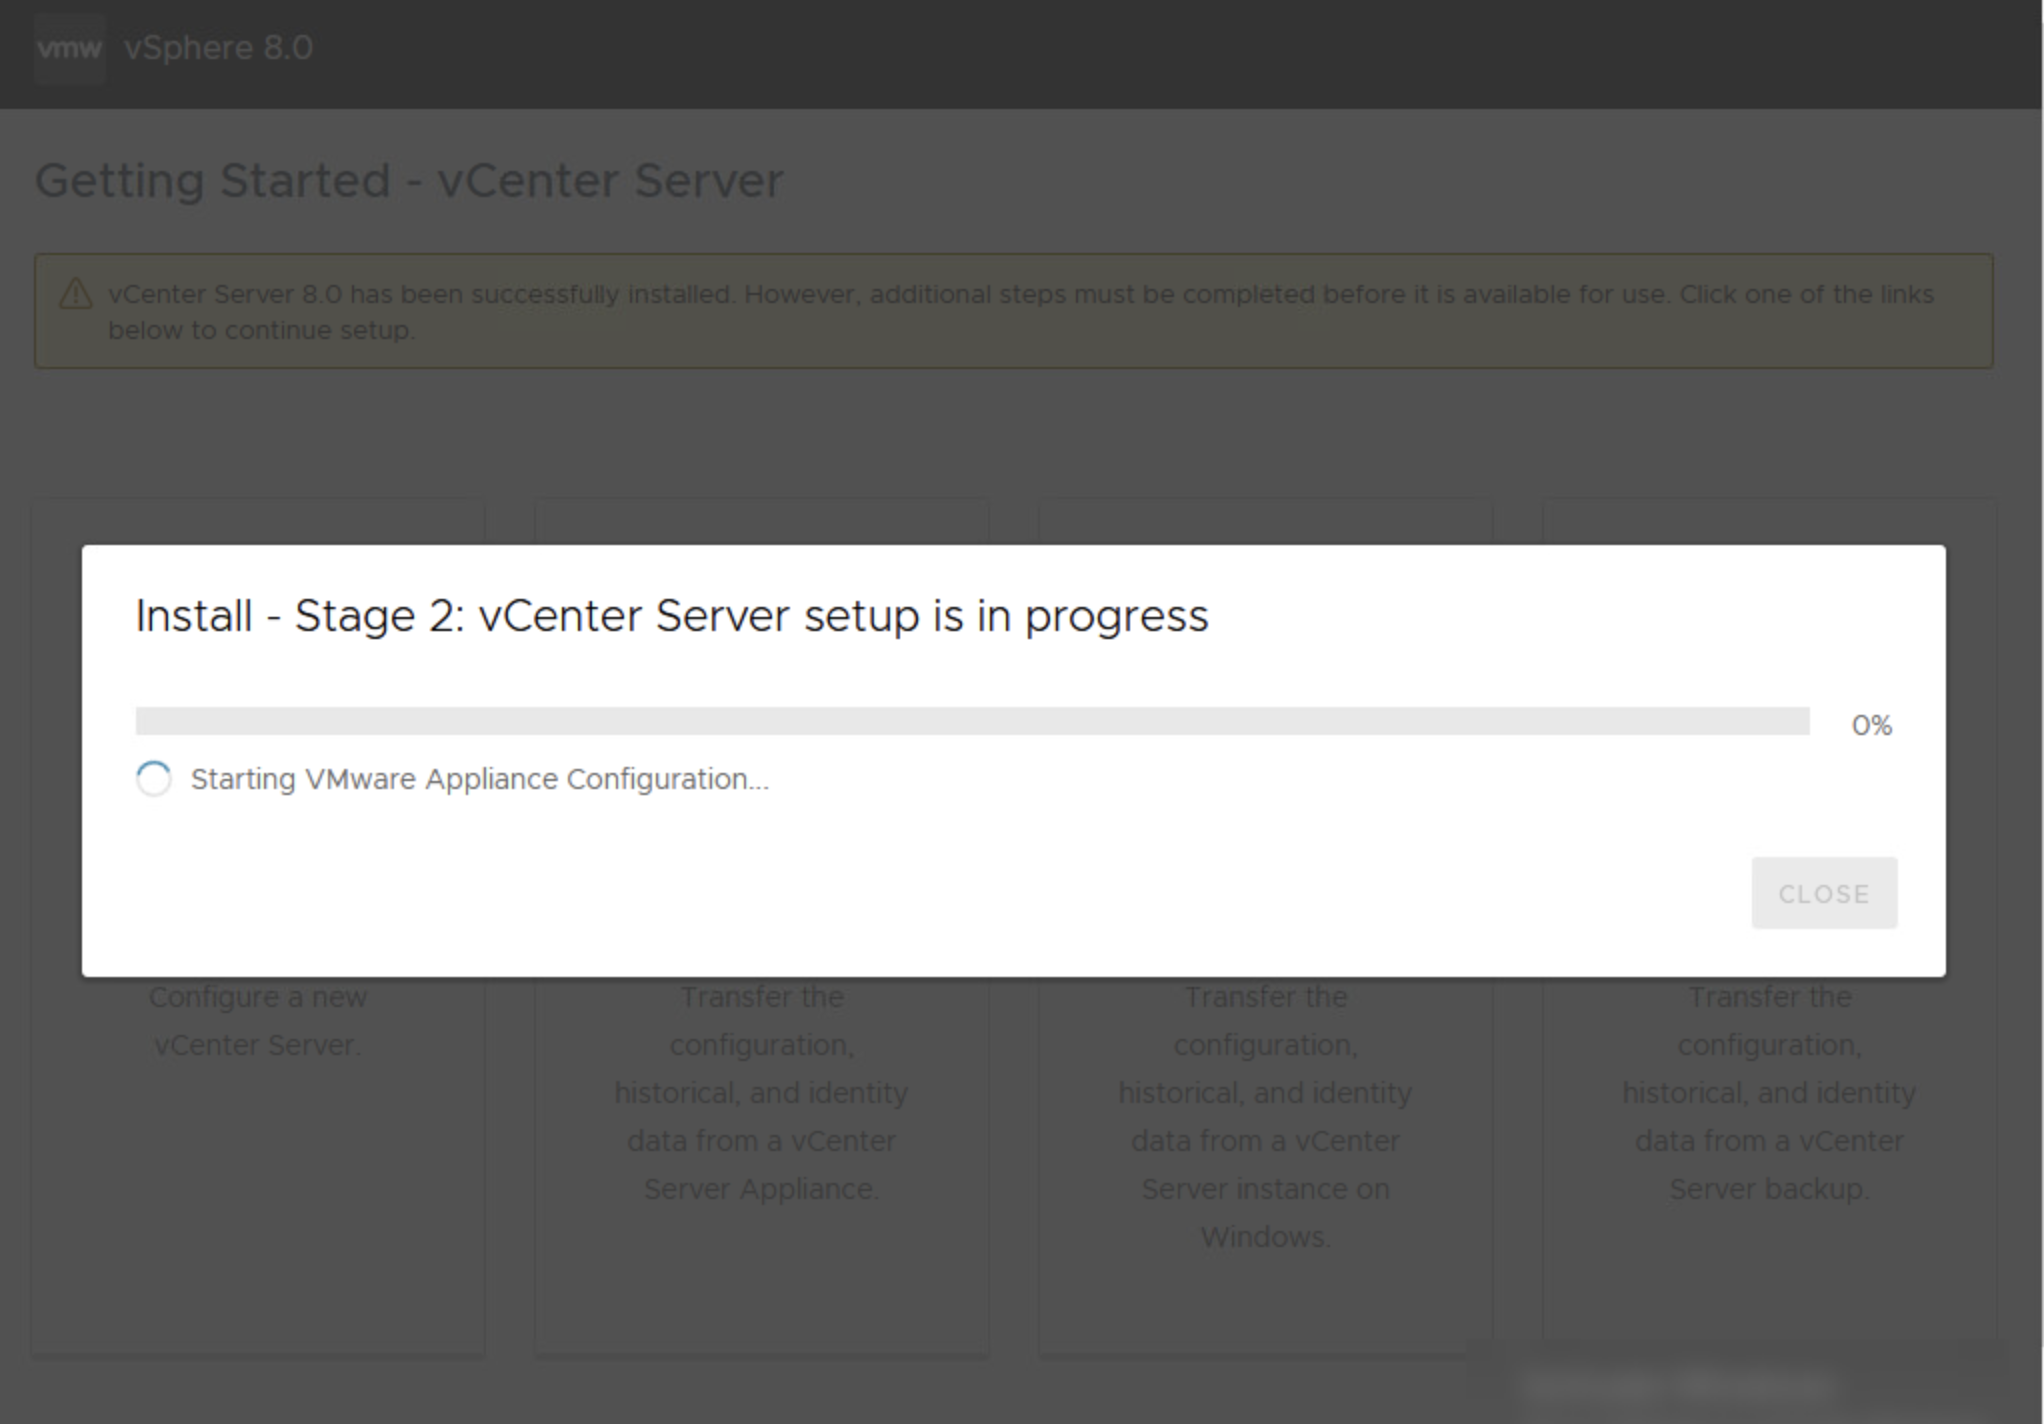 vmw vSphere 8.0
Getting Started - vCenter Server
vCenter Server 8.0 has been successfully installed. However, additional steps must be completed before it is available for use. Click one of the links
below to continue setup.
Install - Stage 2: vCenter Server setup is in progress
0%
Starting VMware Appliance Configuration...
CLOSE
Configure a new
vCenter Server.
Transfer the
configuration,
historical, and identity
data from a vCenter
Server Appliance.
Transfer the
configuration,
historical, and identity
data from a vCenter
Server instance on
Windows.
Transfer the
configuration,
historical, and identity
data from a vCenter
Server backup.